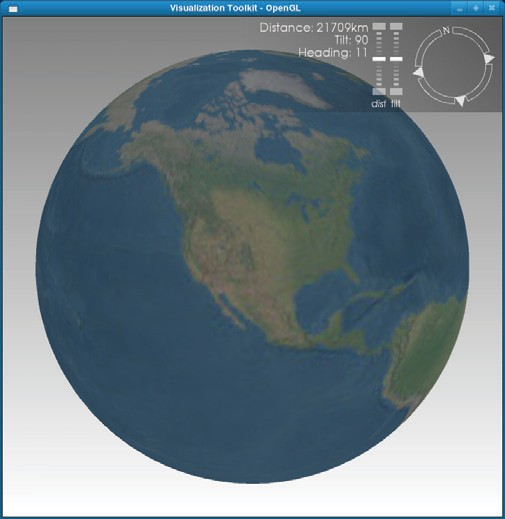 Visualization Toolkit - OpenGL
Distance: 21709km
Tilt: 90
Heading: 11
dist tilt
N